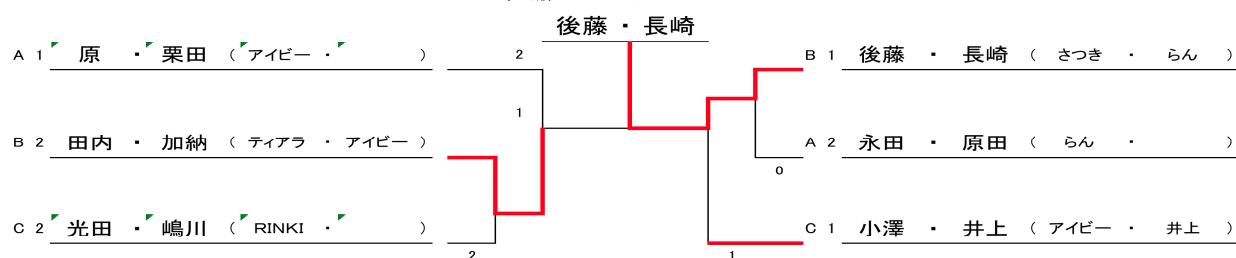 後藤 ・ 長崎
A 1 原 ・ 栗田 ( アイビー ・ )
2
B 1 後藤 ・ 長崎 ( さつき ・ らん )
1
B 2 田内 ・ 加納 ( ティアラ ・ アイビー )
A 2 永田 ・ 原田 ( らん ・ )
0
C 2 光田 ・ 嶋川 ( RINKI ・ )
2
C 1 小澤 ・ 井上 ( アイビー ・ 井上 )
1